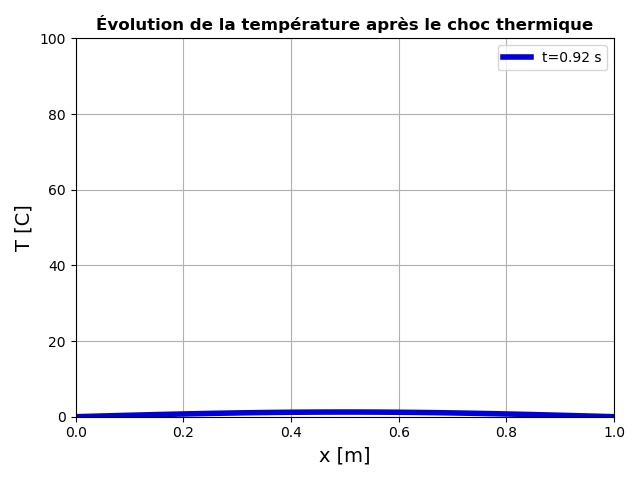 Évolution de la température après le choc thermique
100
80
60
40
20
0
T [C]
t=0.92 s
0.0 0.2 0.4 0.6 0.8 1.0
x [m]